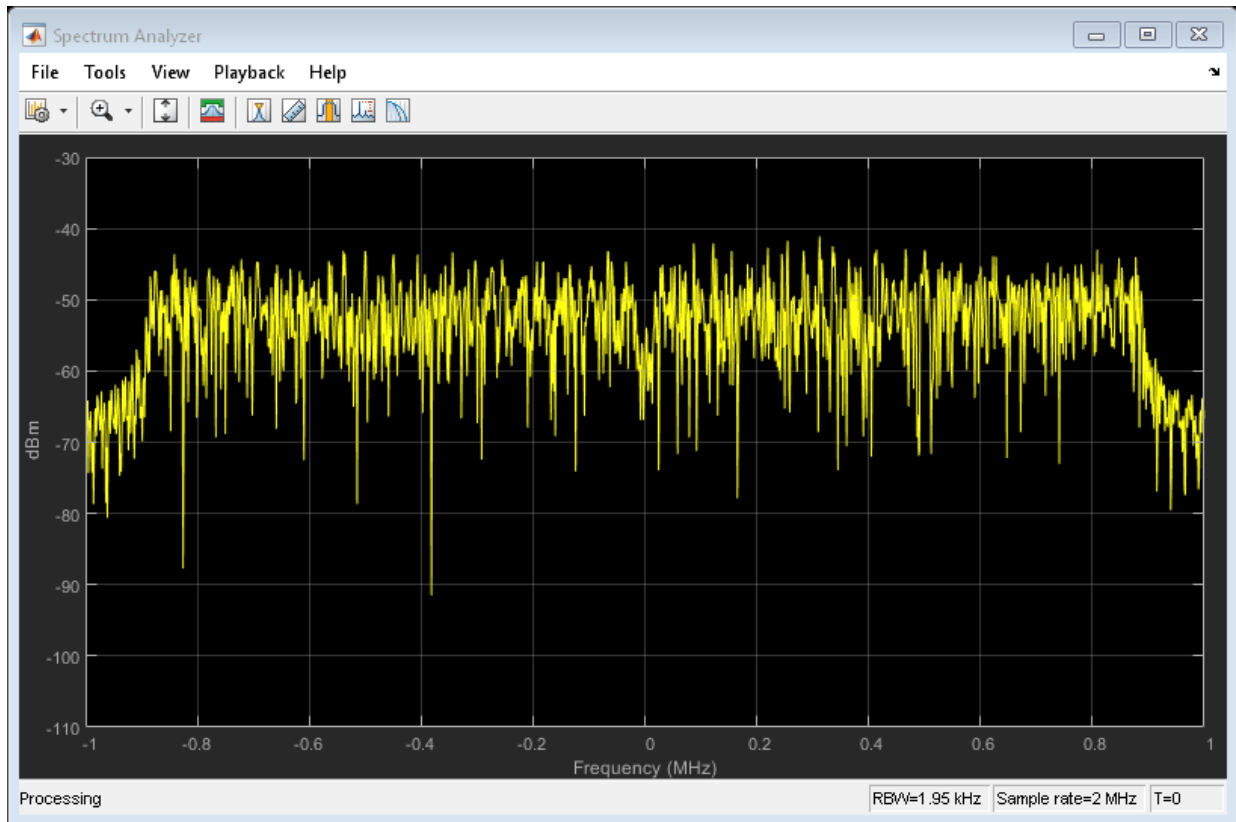 Spectrum Analyzer
File Tools View Playback Help
-30
-40
-50
-60
-70
-80
-90
-100
-110
dBm
-1 -0.8 -0.6 -0.4 -0.2 0 0.2 0.4 0.6 0.8 1
Frequency (MHz)
Processing RBW=1.95 kHz Sample rate=2 MHz T=0